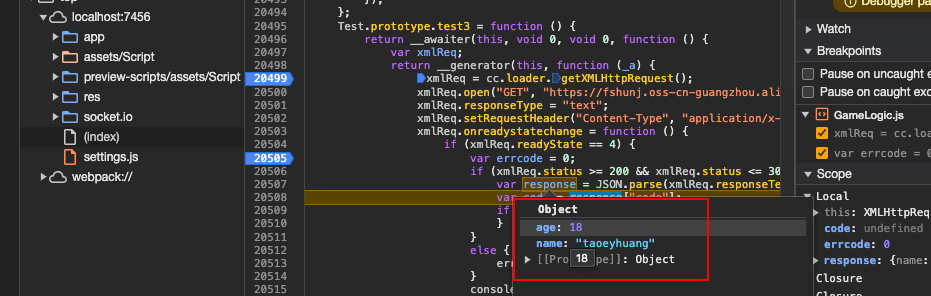 localhost:7456
app
assets/Script
preview-scripts/assets/Script
res
socket.io
(index)
settings.js
webpack://
20494 };
20495 Test.prototype.test3 = function () {
20496 return __awaiter(this, void 0, void 0, function () {
20497 var xmlReq;
20498 return __generator(this, function (_a) {
20499 xmlReq = cc.loader.getXMLHttpRequest();
20500 xmlReq.open("GET", "https://fshunj.oss-cn-guangzhou.ali
20501 xmlReq.responseType = "text";
20502 xmlReq.setRequestHeader("Content-Type", "application/x-
20503 xmlReq.onreadystatechange = function () {
20504 if (xmlReq.readyState == 4) {
20505 var errcode = 0;
20506 if (xmlReq.status >= 200 && xmlReq.status <= 30
20507 var response = JSON.parse(xmlReq.responseTe
20508 var
20509 if
20510 }
20511 }
20512 else {
20513 err
20514 }
20515 consol
Object
age: 18
name: "taoeyhuang"
18
: Object
Debugger pa
Watch
Breakpoints
Pause on uncaught e
Pause on caught exc
GameLogic.js
xmlReq = cc.loa
var errcode = 0
Scope
Local
this: XMLHttpReq
code: undefined
errcode: 0
response: {name:
Closure
Closure